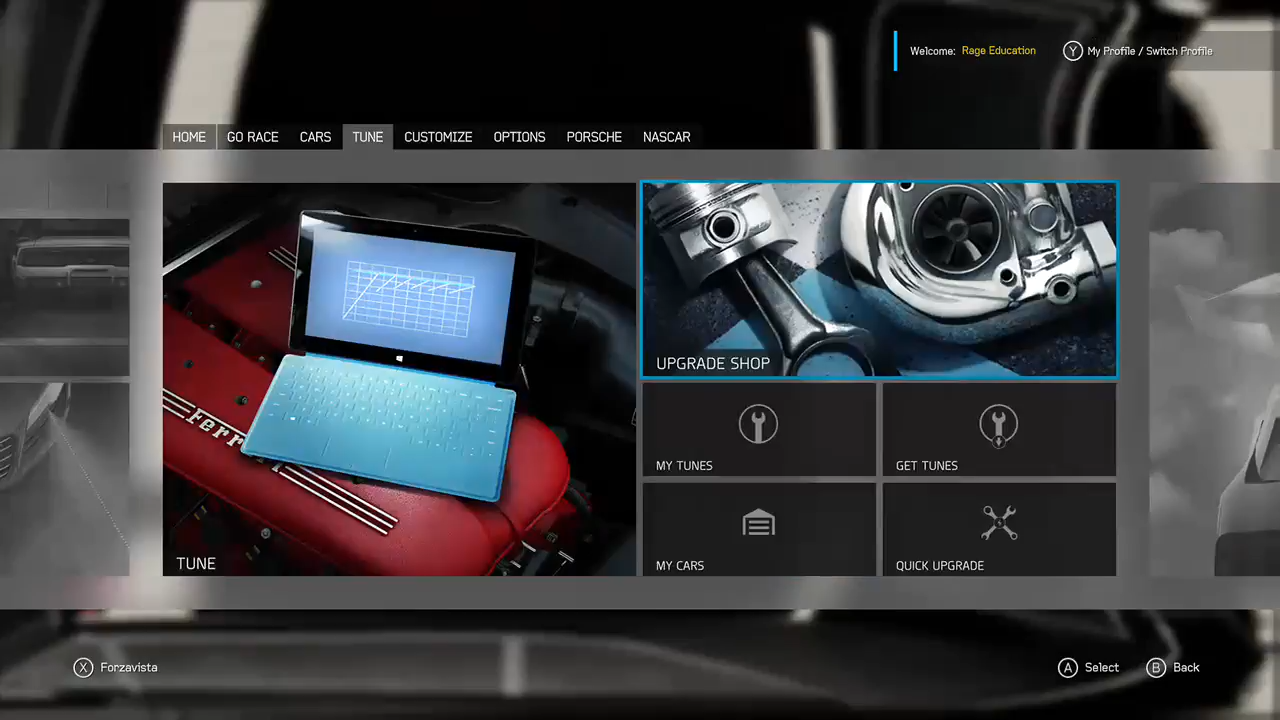 Welcome: Rage Education
Y My Profile / Switch Profile
HOME GO RACE CARS TUNE CUSTOMIZE OPTIONS PORSCHE NASCAR
Ferr
UPGRADE SHOP
MY TUNES
GET TUNES
TUNE
MY CARS
QUICK UPGRADE
X Forzavista
A Select
B Back